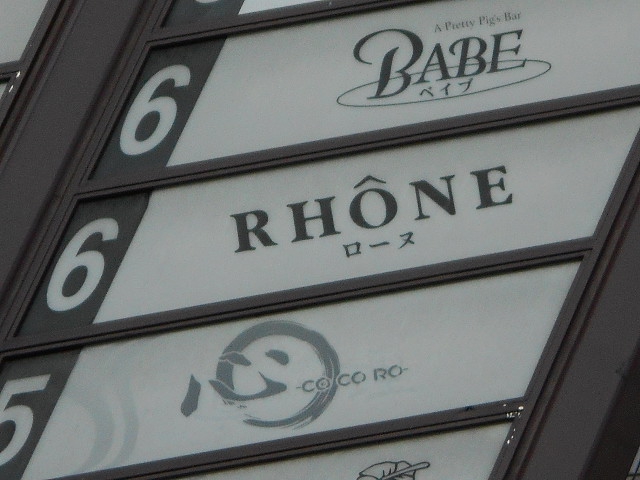 6
A Pretty Pig's Bar
BABE
ベイブ
6
RHÔNE
ローヌ
5
心
-CO CO RO-